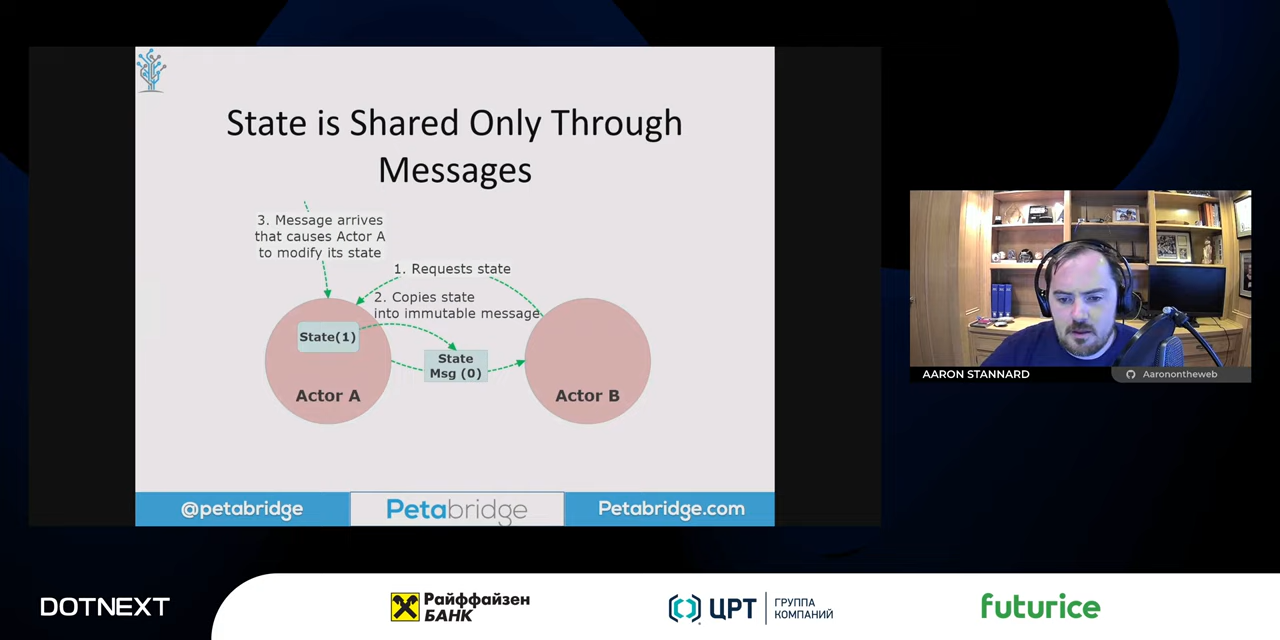 State is Shared Only Through
Messages
3. Message arrives
that causes Actor A
to modify its state
1. Requests state
2. Copies state
into immutable message
State(1)
State
Msg (0)
Actor A
Actor B
@petabridge
Petabridge
Petabridge.com
AARON STANNARD
Aaronontheweb
DOTNEXT
Райффайзен
БАНК
ЦРТ
ГРУППА
КОМПАНИЙ
futurice